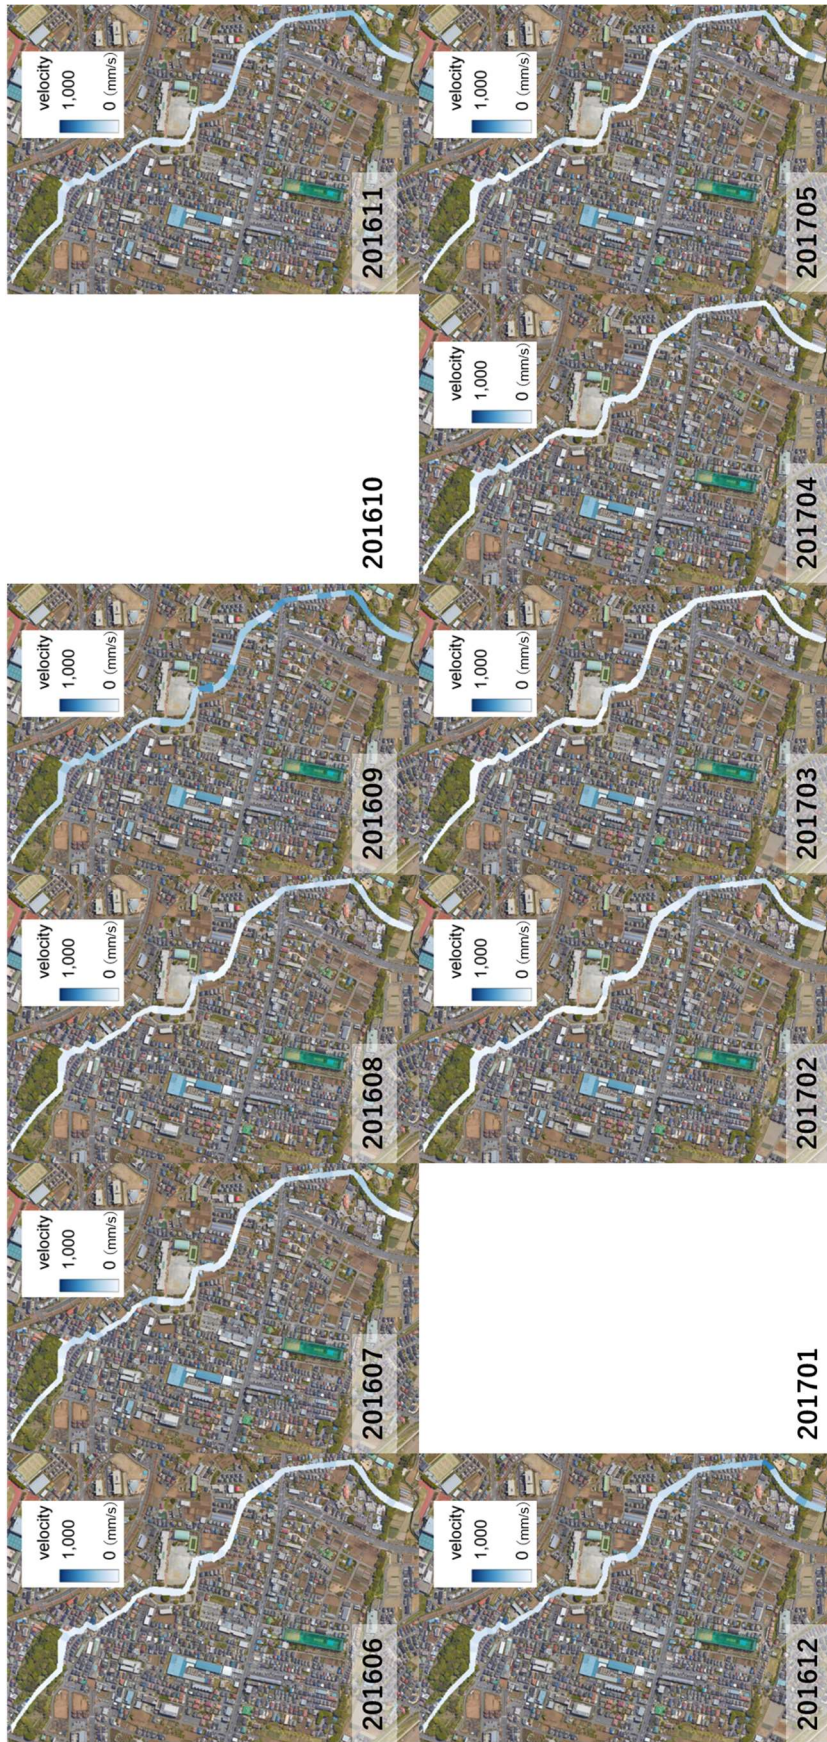 velocity
1,000
0 (mm/s)
201606
velocity
1,000
0 (mm/s)
201607
velocity
1,000
0 (mm/s)
201608
velocity
1,000
0 (mm/s)
201609
201610
velocity
1,000
0 (mm/s)
201611
velocity
1,000
0 (mm/s)
201612
201701
velocity
1,000
0 (mm/s)
201702
velocity
1,000
0 (mm/s)
201703
velocity
1,000
0 (mm/s)
201704
velocity
1,000
0 (mm/s)
201705